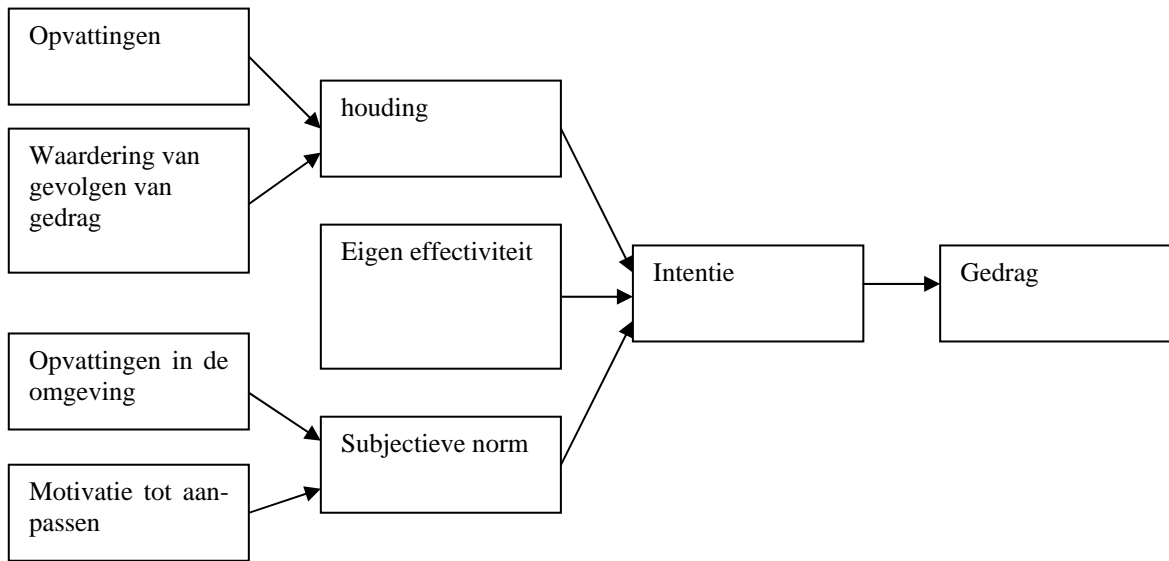 Opvattingen
houding
Waardering van
gevolgen van
gedrag
Eigen effectiviteit
Intentie
Gedrag
Opvattingen in de
omgeving
Subjectieve norm
Motivatie tot aan-
passen